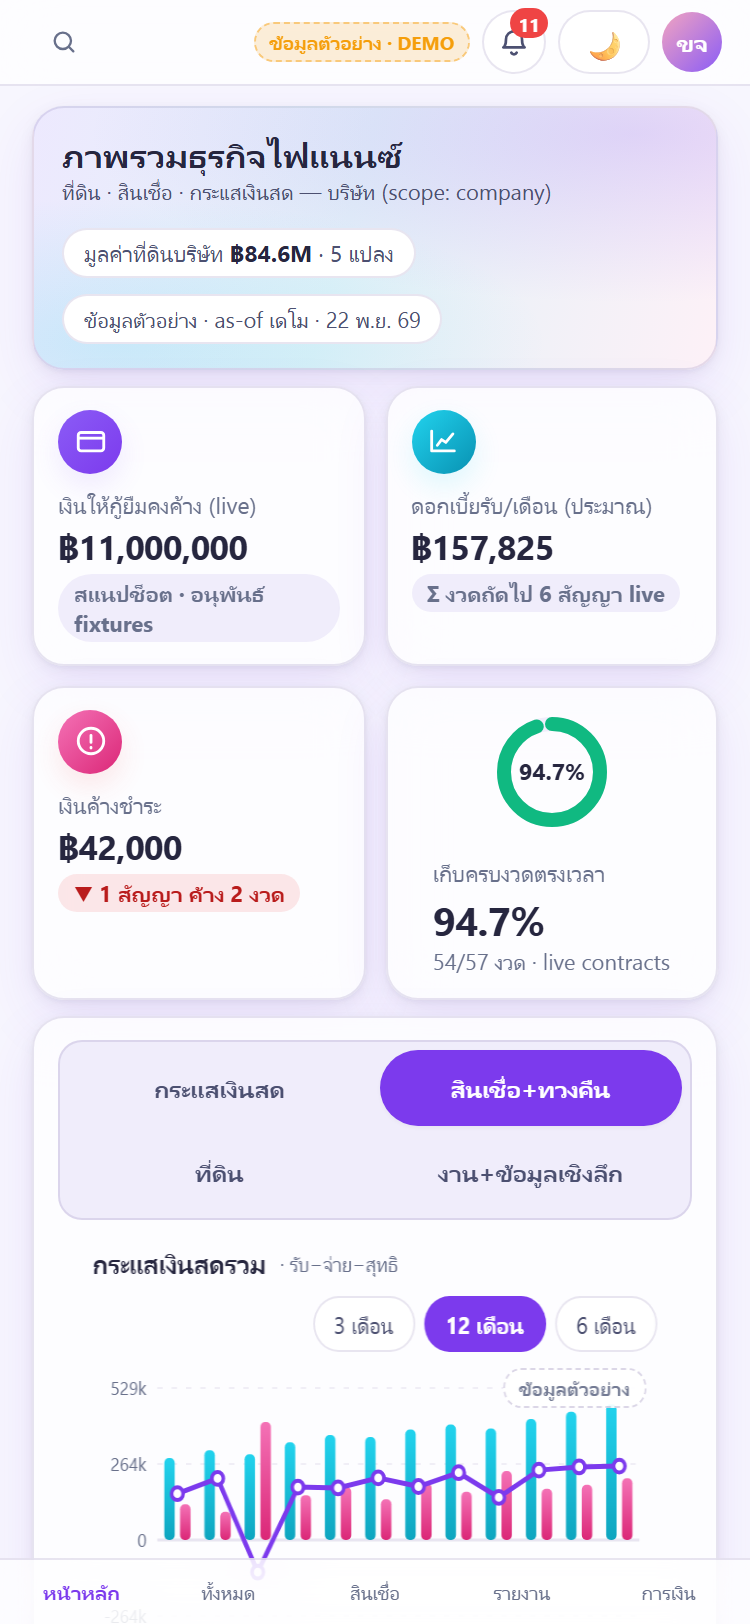 ข้อมูลตัวอย่าง · DEMO
11
ขจ
ภาพรวมธุรกิจไฟแนนซ์
ที่ดิน · สินเชื่อ · กระแสเงินสด — บริษัท (scope: company)
มูลค่าที่ดินบริษัท ฿84.6M · 5 แปลง
ข้อมูลตัวอย่าง · as-of เดโม · 22 พ.ย. 69
เงินให้กู้ยืมคงค้าง (live)
฿11,000,000
สแนปช็อต · อนุพันธ์
fixtures
ดอกเบี้ยรับ/เดือน (ประมาณ)
฿157,825
Σ งวดถัดไป 6 สัญญา live
เงินค้างชำระ
฿42,000
▼ 1 สัญญา ค้าง 2 งวด
94.7%
เก็บครบงวดตรงเวลา
94.7%
54/57 งวด · live contracts
กระแสเงินสด
สินเชื่อ+ทวงคืน
ที่ดิน
งาน+ข้อมูลเชิงลึก
กระแสเงินสดรวม · รับ–จ่าย–สุทธิ
3 เดือน
12 เดือน
6 เดือน
ข้อมูลตัวอย่าง
529k
264k
0
-264k
หน้าหลัก
ทั้งหมด
สินเชื่อ
รายงาน
การเงิน